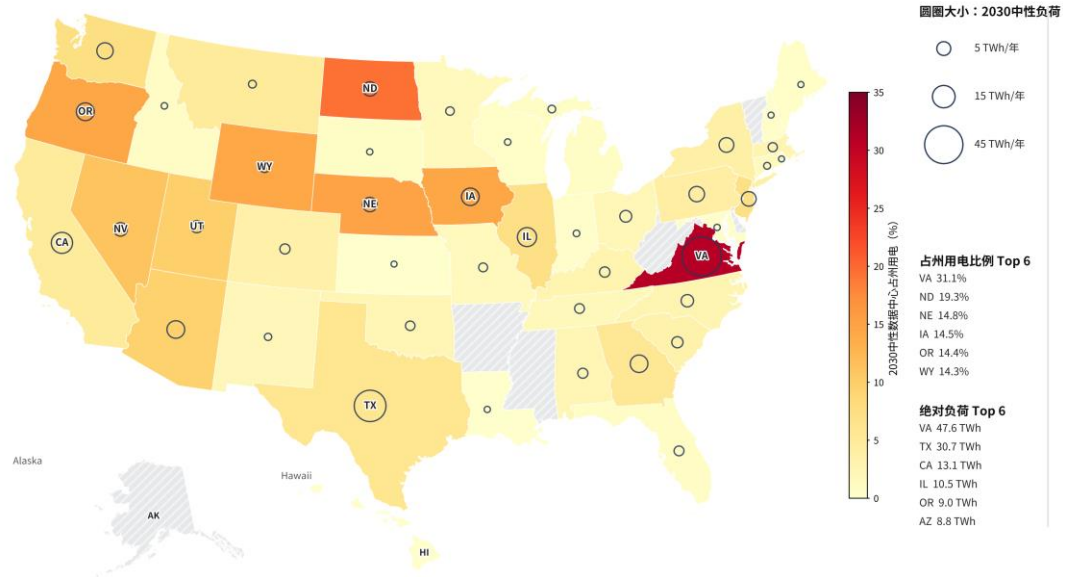 圆圈大小：2030中性负荷
5 TWh/年
15 TWh/年
45 TWh/年
ND
OR
WY
NE
IA
NV
UT
CA
IL
VA
TX
Alaska
AK
Hawaii
HI
35
30
25
20
15
10
5
0
2030中性数据中心占州用电（%）
占州用电比例 Top 6
VA 31.1%
ND 19.3%
NE 14.8%
IA 14.5%
OR 14.4%
WY 14.3%
绝对负荷 Top 6
VA 47.6 TWh
TX 30.7 TWh
CA 13.1 TWh
IL 10.5 TWh
OR 9.0 TWh
AZ 8.8 TWh